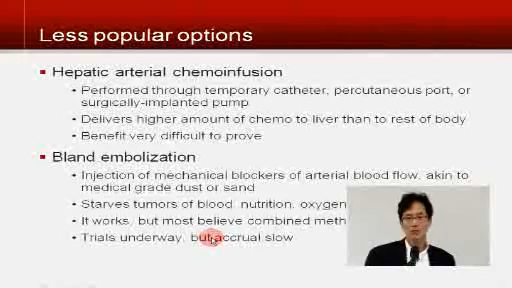 Less popular options
Hepatic arterial chemoinfusion
Performed through temporary catheter, percutaneous port, or
surgically-implanted pump
Delivers higher amount of chemo to liver than to rest of body
Benefit very difficult to prove
Bland embolization
Injection of mechanical blockers of arterial blood flow, akin to
medical grade dust or sand
Starves tumors of blood, nutrition, oxygen
It works, but most believe combined meth
Trials underway, but accrual slow